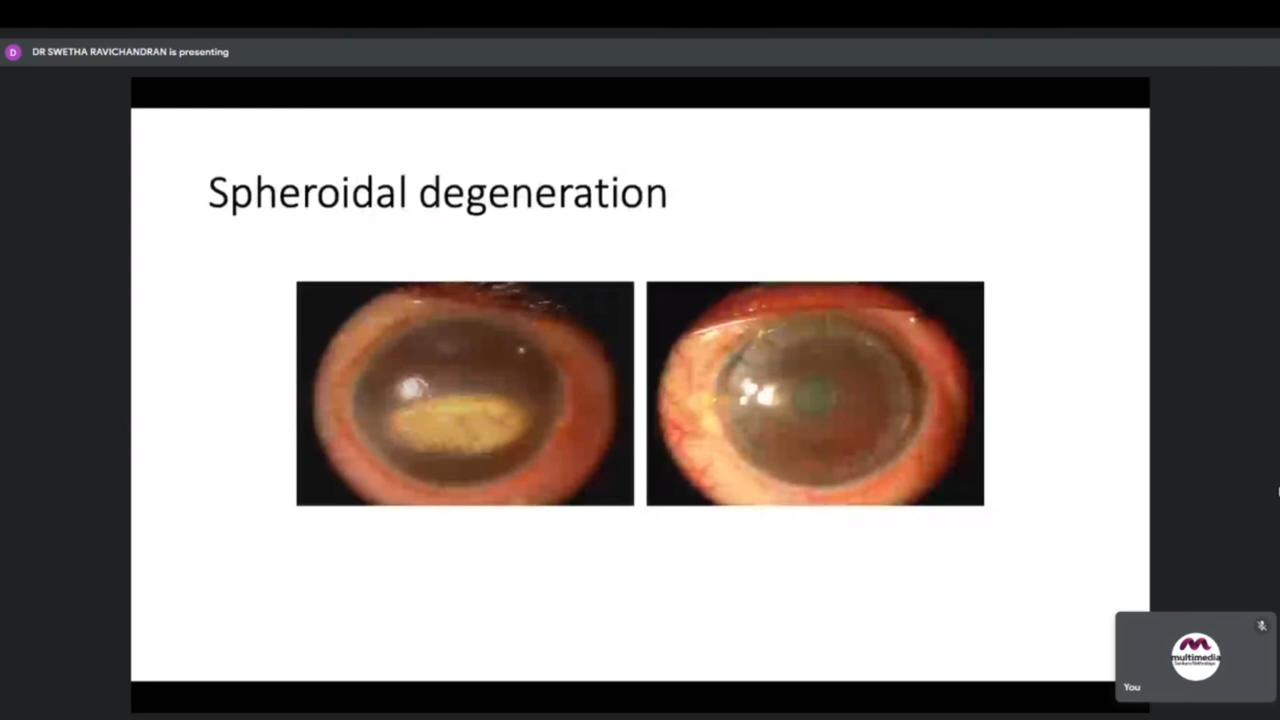 D
DR SWETHA RAVICHANDRAN is presenting
Spheroidal degeneration
multimedia
You